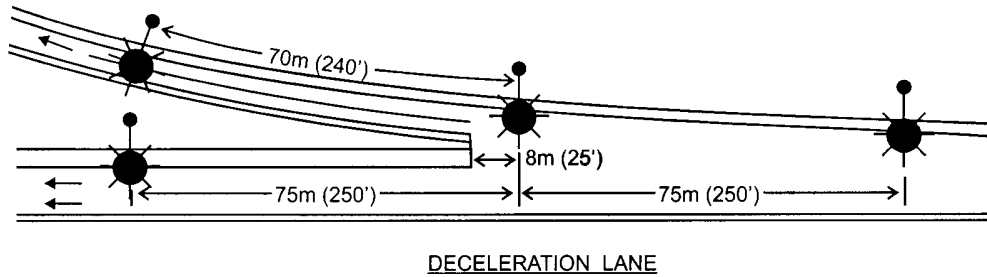 70m (240')
8m (25')
75m (250')
75m (250')
DECELERATION LANE